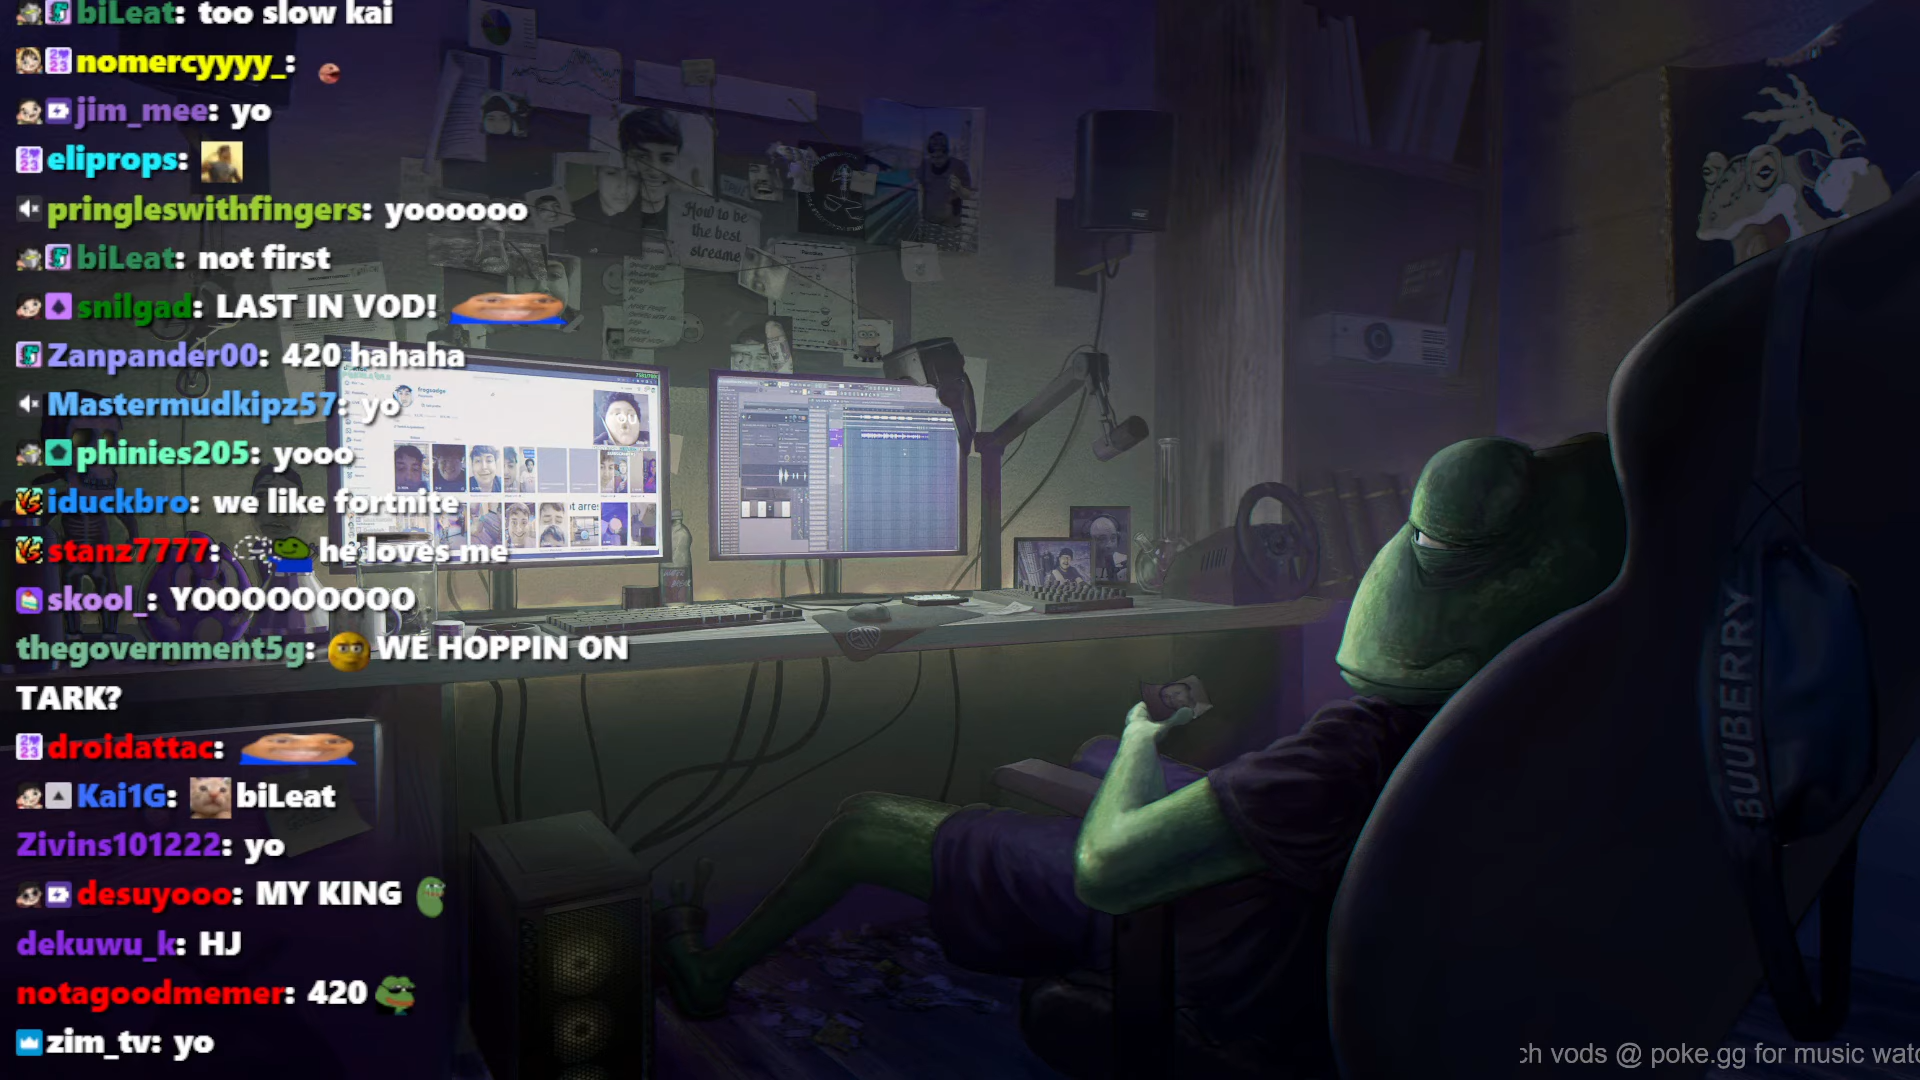 biLeat: too slow kai
nomercyyyy_:
jim_mee: yo
eliprops:
pringleswithfingers: yoooooo
biLeat: not first
snilgad: LAST IN VOD!
Zanpander00: 420 hahaha
Mastermudkipz57: yo
phinies205: yooo
iduckbro: we like fortnite
stanz7777: he loves me
skool_: YOOOOOOOOO
thegovernment5g: WE HOPPIN ON
TARK?
droidattac:
Kai1G: biLeat
Zivins101222: yo
desuyooo: MY KING
dekuwu_k: HJ
notagoodmemer: 420
zim_tv: yo
How to be
the best
streamer
BUUBERRY
ch vods @ poke.gg for music watc